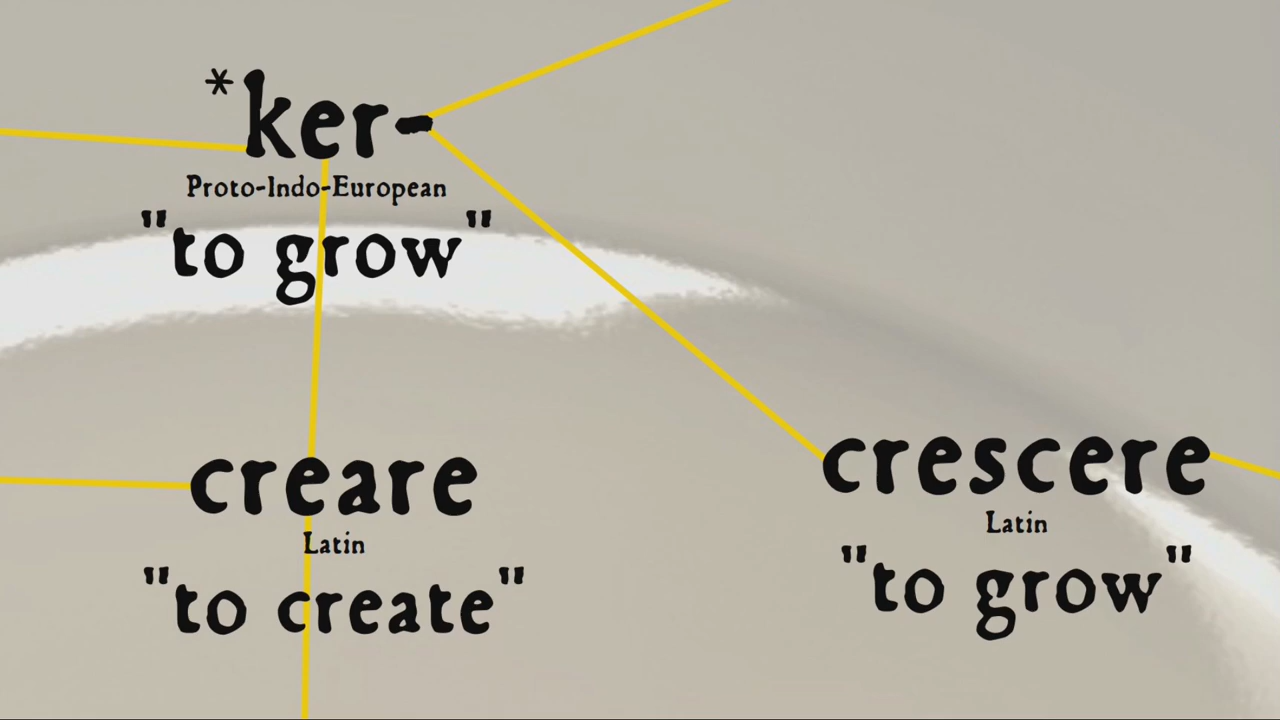 *ker-
Proto-Indo-European
"to grow"
creare
Latin
"to create"
crescere
Latin
"to grow"